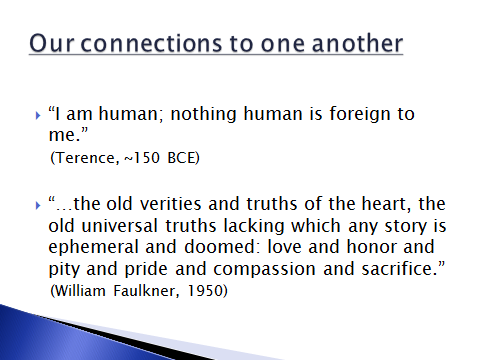 Our connections to one another
“I am human; nothing human is foreign to
me.”
(Terence, ~150 BCE)
“…the old verities and truths of the heart, the
old universal truths lacking which any story is
ephemeral and doomed: love and honor and
pity and pride and compassion and sacrifice.”
(William Faulkner, 1950)